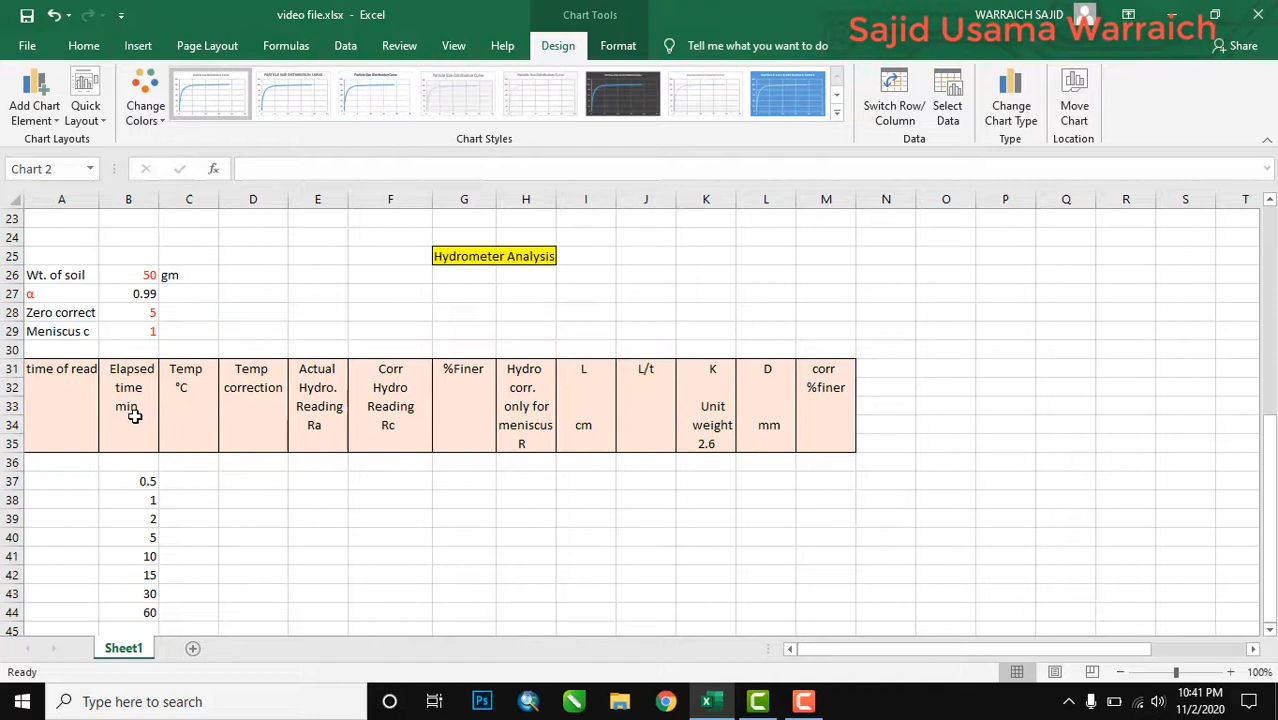 video file.xlsx - Excel
Chart Tools
WARRAICH SAJID
Sajid Usama Warraich
File
Home
Insert
Page Layout
Formulas
Data
Review
View
Help
Design
Format
Tell me what you want to do
Share
Add Chart Element
Quick Layout
Change Colors
Switch Row/ Column
Select Data
Change Chart Type
Move Chart
Chart Layouts
Chart Styles
Data
Type
Location
Chart 2
fx
A B C D E F G H I J K L M N O P Q R S T
23
24
25 Hydrometer Analysis
26 Wt. of soil 50 gm
27 α 0.99
28 Zero correct 5
29 Meniscus c 1
30
31 time of read Elapsed Temp Temp Actual Corr %Finer Hydro L L/t K D corr
32 time °C correction Hydro. Hydro corr. %finer
33 min Reading Reading only for Unit
34 Ra Rc meniscus cm weight mm
35 R 2.6
36
37 0.5
38 1
39 2
40 5
41 10
42 15
43 30
44 60
45
Sheet1
Ready
100%
Type here to search
10:41 PM
11/2/2020